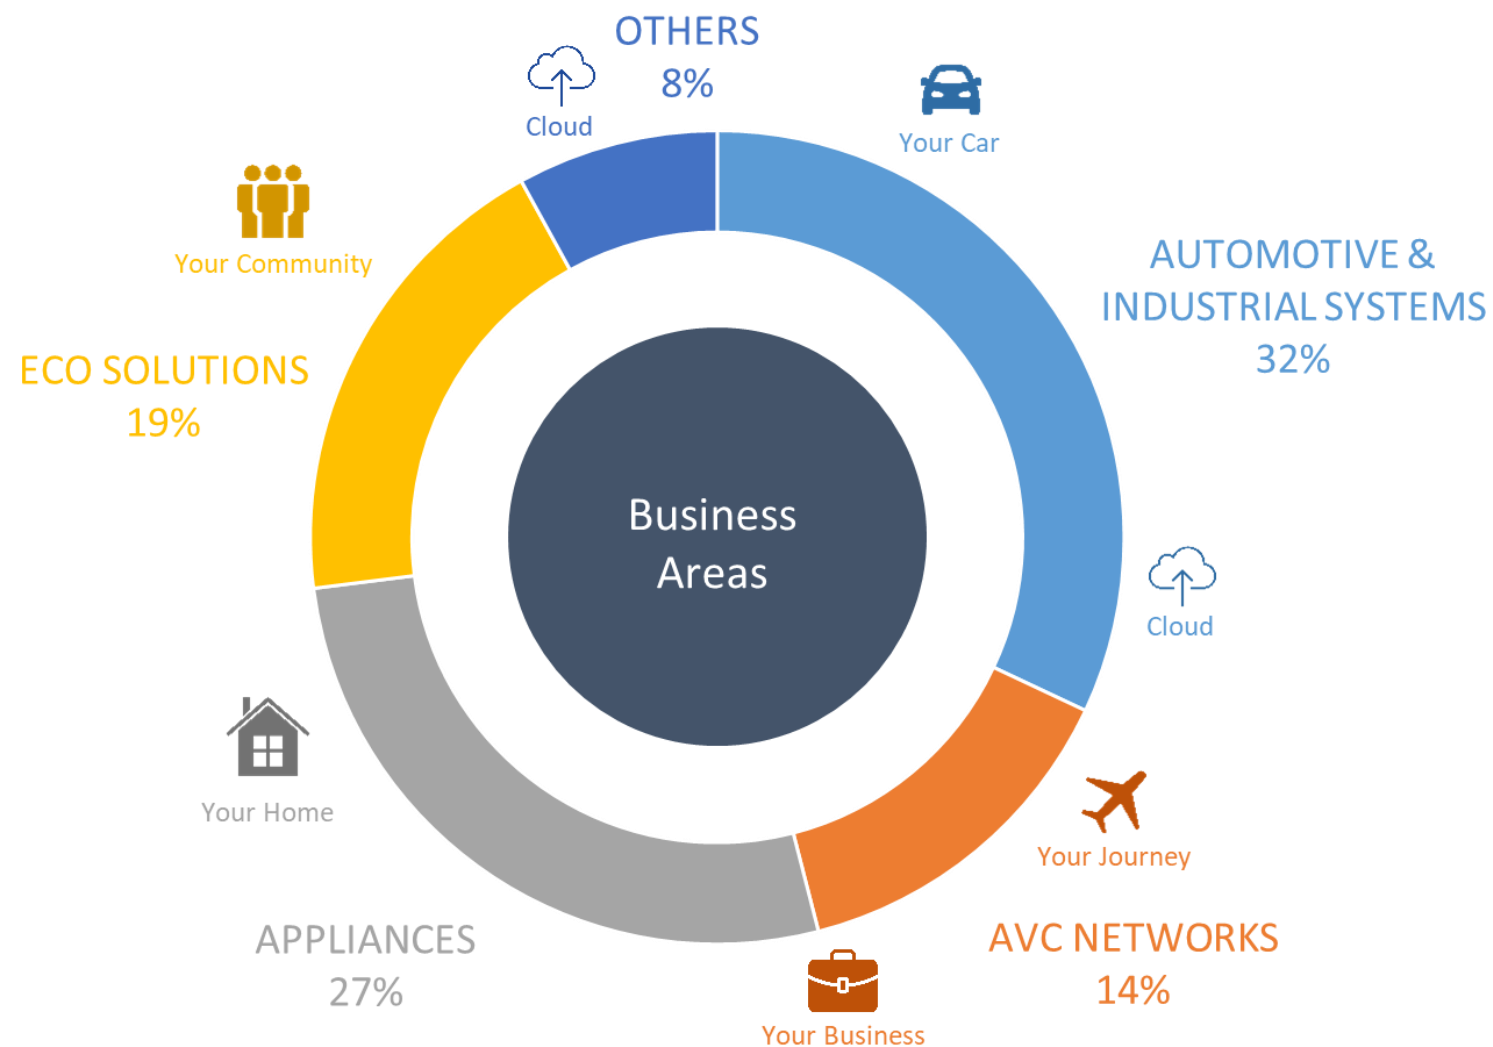 OTHERS
8%
Cloud
Your Car
Your Community
AUTOMOTIVE &
INDUSTRIAL SYSTEMS
32%
ECO SOLUTIONS
19%
Business
Areas
Cloud
Your Home
Your Journey
APPLIANCES
27%
AVC NETWORKS
14%
Your Business